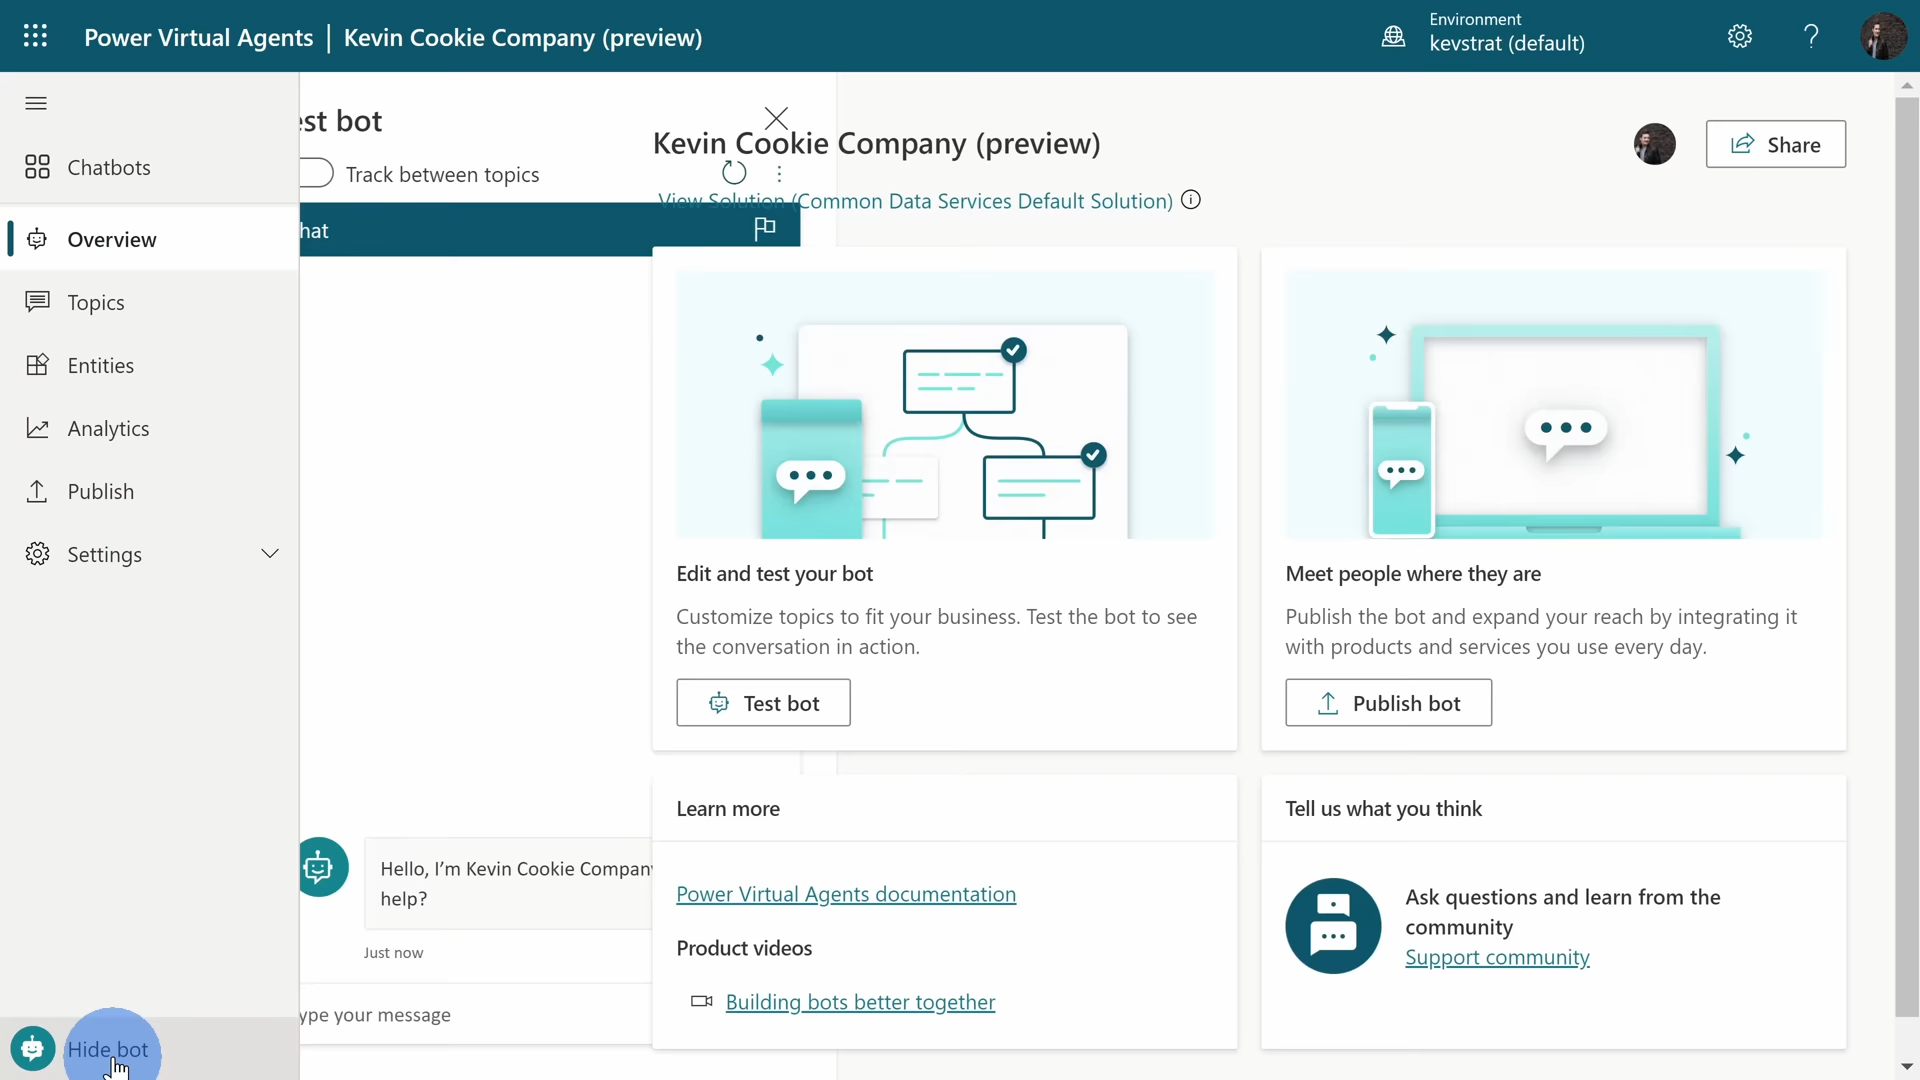 Power Virtual Agents | Kevin Cookie Company (preview)
Environment
kevstrat (default)
?
Chatbots
Overview
Topics
Entities
Analytics
Publish
Settings
Hide bot
est bot
Track between topics
hat
Hello, I'm Kevin Cookie Company
help?
Just now
ype your message
Kevin Cookie Company (preview)
View Solution (Common Data Services Default Solution)
Share
Edit and test your bot
Customize topics to fit your business. Test the bot to see
the conversation in action.
Test bot
Meet people where they are
Publish the bot and expand your reach by integrating it
with products and services you use every day.
Publish bot
Learn more
Power Virtual Agents documentation
Product videos
Building bots better together
Tell us what you think
Ask questions and learn from the
community
Support community